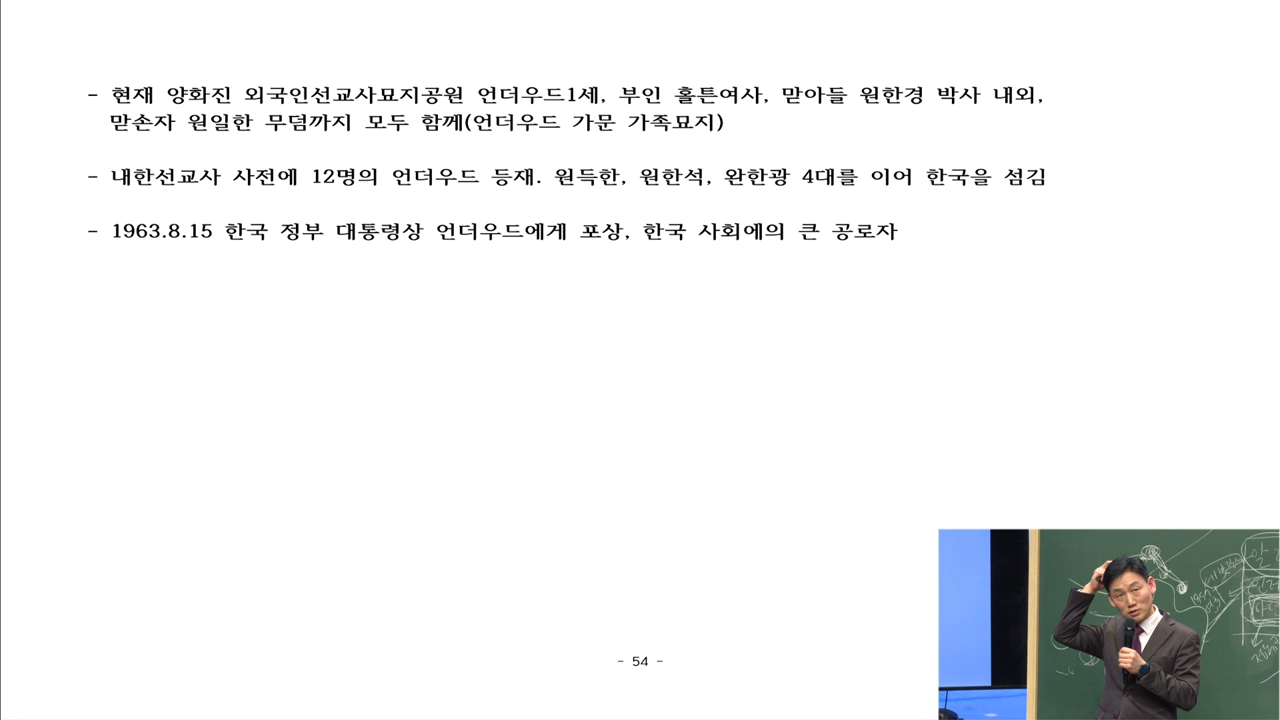 - 현재 양화진 외국인선교사묘지공원 언더우드1세, 부인 홀튼여사, 맏아들 원한경 박사 내외,
맏손자 원일한 무덤까지 모두 함께(언더우드 가문 가족묘지)
- 내한선교사 사전에 12명의 언더우드 등재. 원득한, 원한석, 완한광 4대를 이어 한국을 섬김
- 1963.8.15 한국 정부 대통령상 언더우드에게 포상, 한국 사회에의 큰 공로자
- 54 -